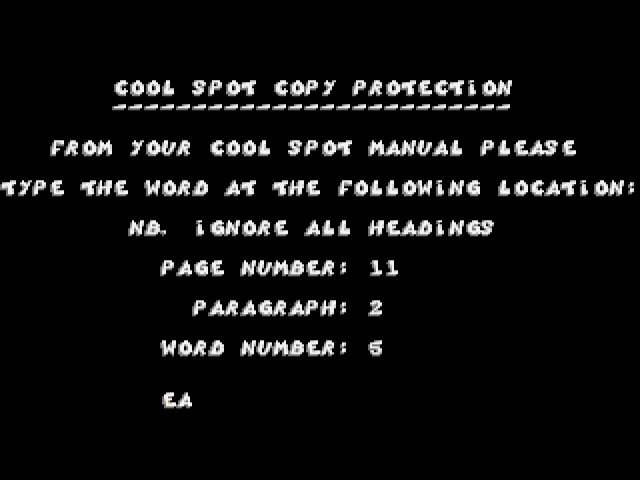 COOL SPOT COPY PROTECTION
FROM YOUR COOL SPOT MANUAL PLEASE
TYPE THE WORD AT THE FOLLOWING LOCATION:
NB. IGNORE ALL HEADINGS
PAGE NUMBER: 11
PARAGRAPH: 2
WORD NUMBER: 5
EA